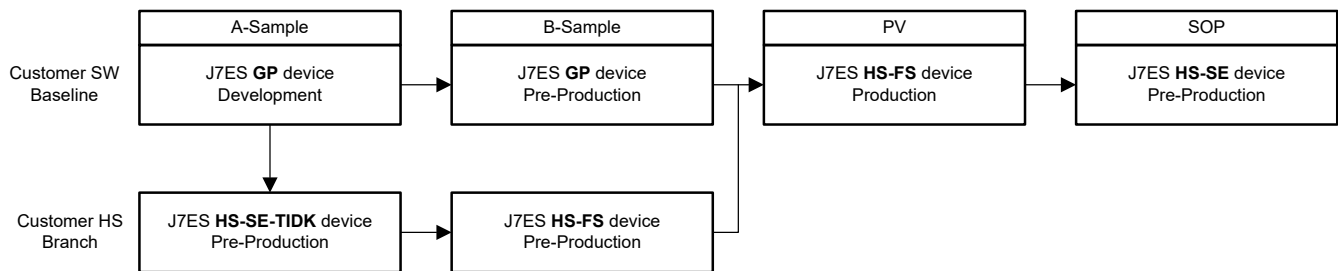 A-Sample
B-Sample
PV
SOP
Customer SW
Baseline
J7ES GP device
Development
J7ES GP device
Pre-Production
J7ES HS-FS device
Production
J7ES HS-SE device
Pre-Production
Customer HS
Branch
J7ES HS-SE-TIDK device
Pre-Production
J7ES HS-FS device
Pre-Production